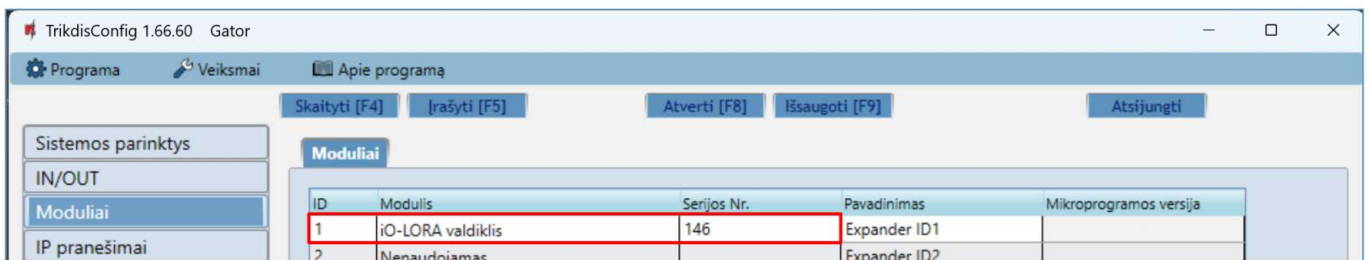 TrikdisConfig 1.66.60 Gator
Programa Veiksmai Apie programą
Skaityti [F4] Įrašyti [F5] Atverti [F8] Išsaugoti [F9] Atsijungti
Sistemos parinktys
IN/OUT
Moduliai
IP pranešimai
Moduliai
ID Modulis Serijos Nr. Pavadinimas Mikroprogramos versija
1 iO-LORA valdiklis 146 Expander ID1
2 Nenaudojamas Expander ID2